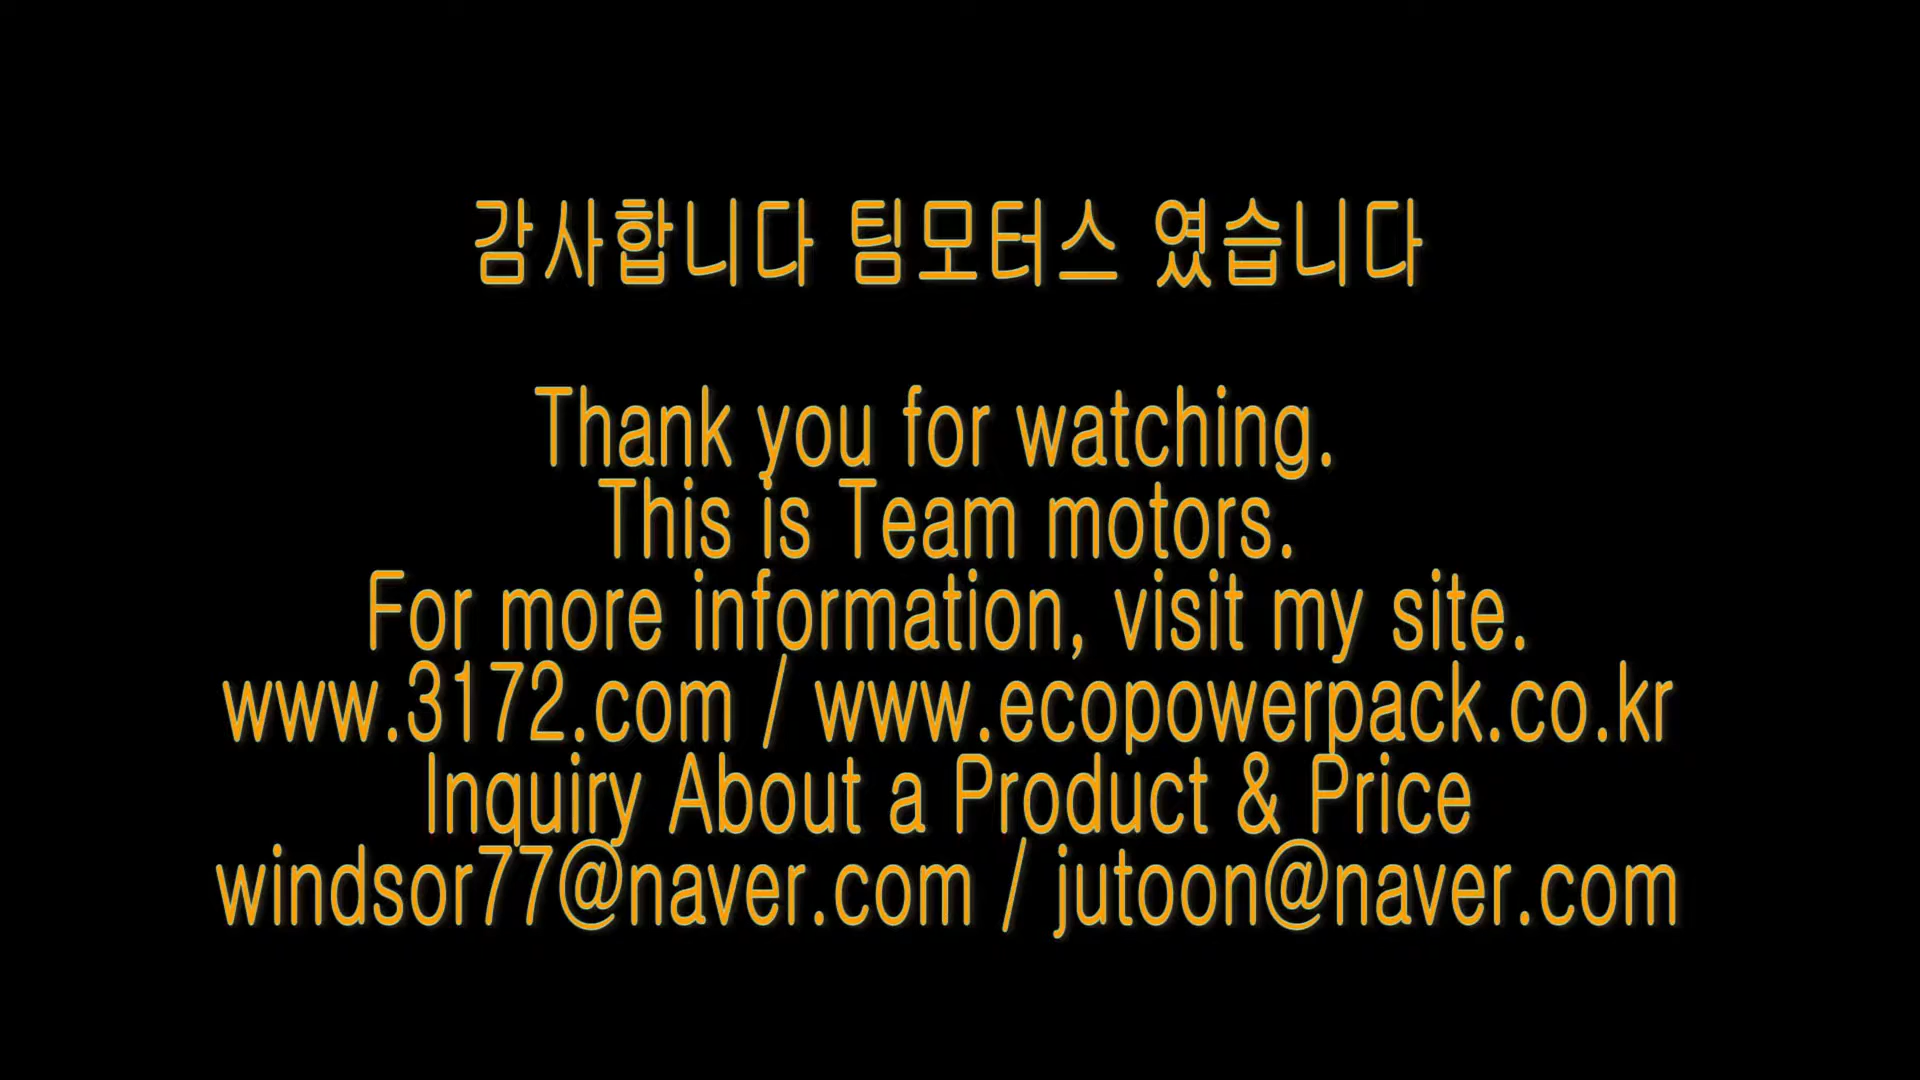 감사합니다 팀모터스 였습니다
Thank you for watching.
This is Team motors.
For more information, visit my site.
www.3172.com / www.ecopowerpack.co.kr
Inquiry About a Product & Price
windsor77@naver.com / jutoon@naver.com